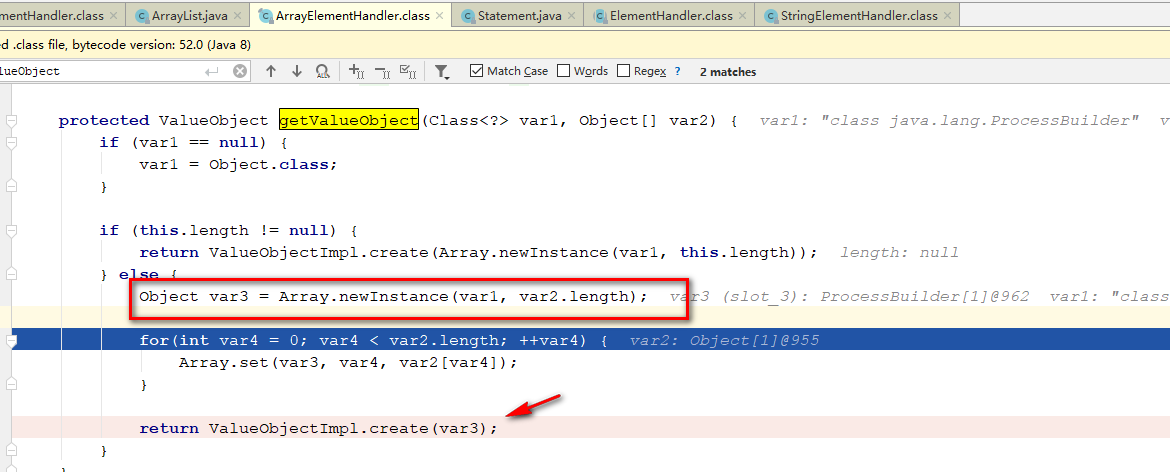 mentHandler.class × ArrayList.java × ArrayElementHandler.class × Statement.java × ElementHandler.class × StringElementHandler.class ×
ed .class file, bytecode version: 52.0 (Java 8)
lueObject Match Case Words Regex ? 2 matches
protected ValueObject getValueObject(Class<?> var1, Object[] var2) { var1: "class java.lang.ProcessBuilder" v
if (var1 == null) {
var1 = Object.class;
}
if (this.length != null) {
return ValueObjectImpl.create(Array.newInstance(var1, this.length)); length: null
} else {
Object var3 = Array.newInstance(var1, var2.length); var3 (slot_3): ProcessBuilder[1]@962 var1: "class
for(int var4 = 0; var4 < var2.length; ++var4) { var2: Object[1]@955
Array.set(var3, var4, var2[var4]);
}
return ValueObjectImpl.create(var3);
}
}